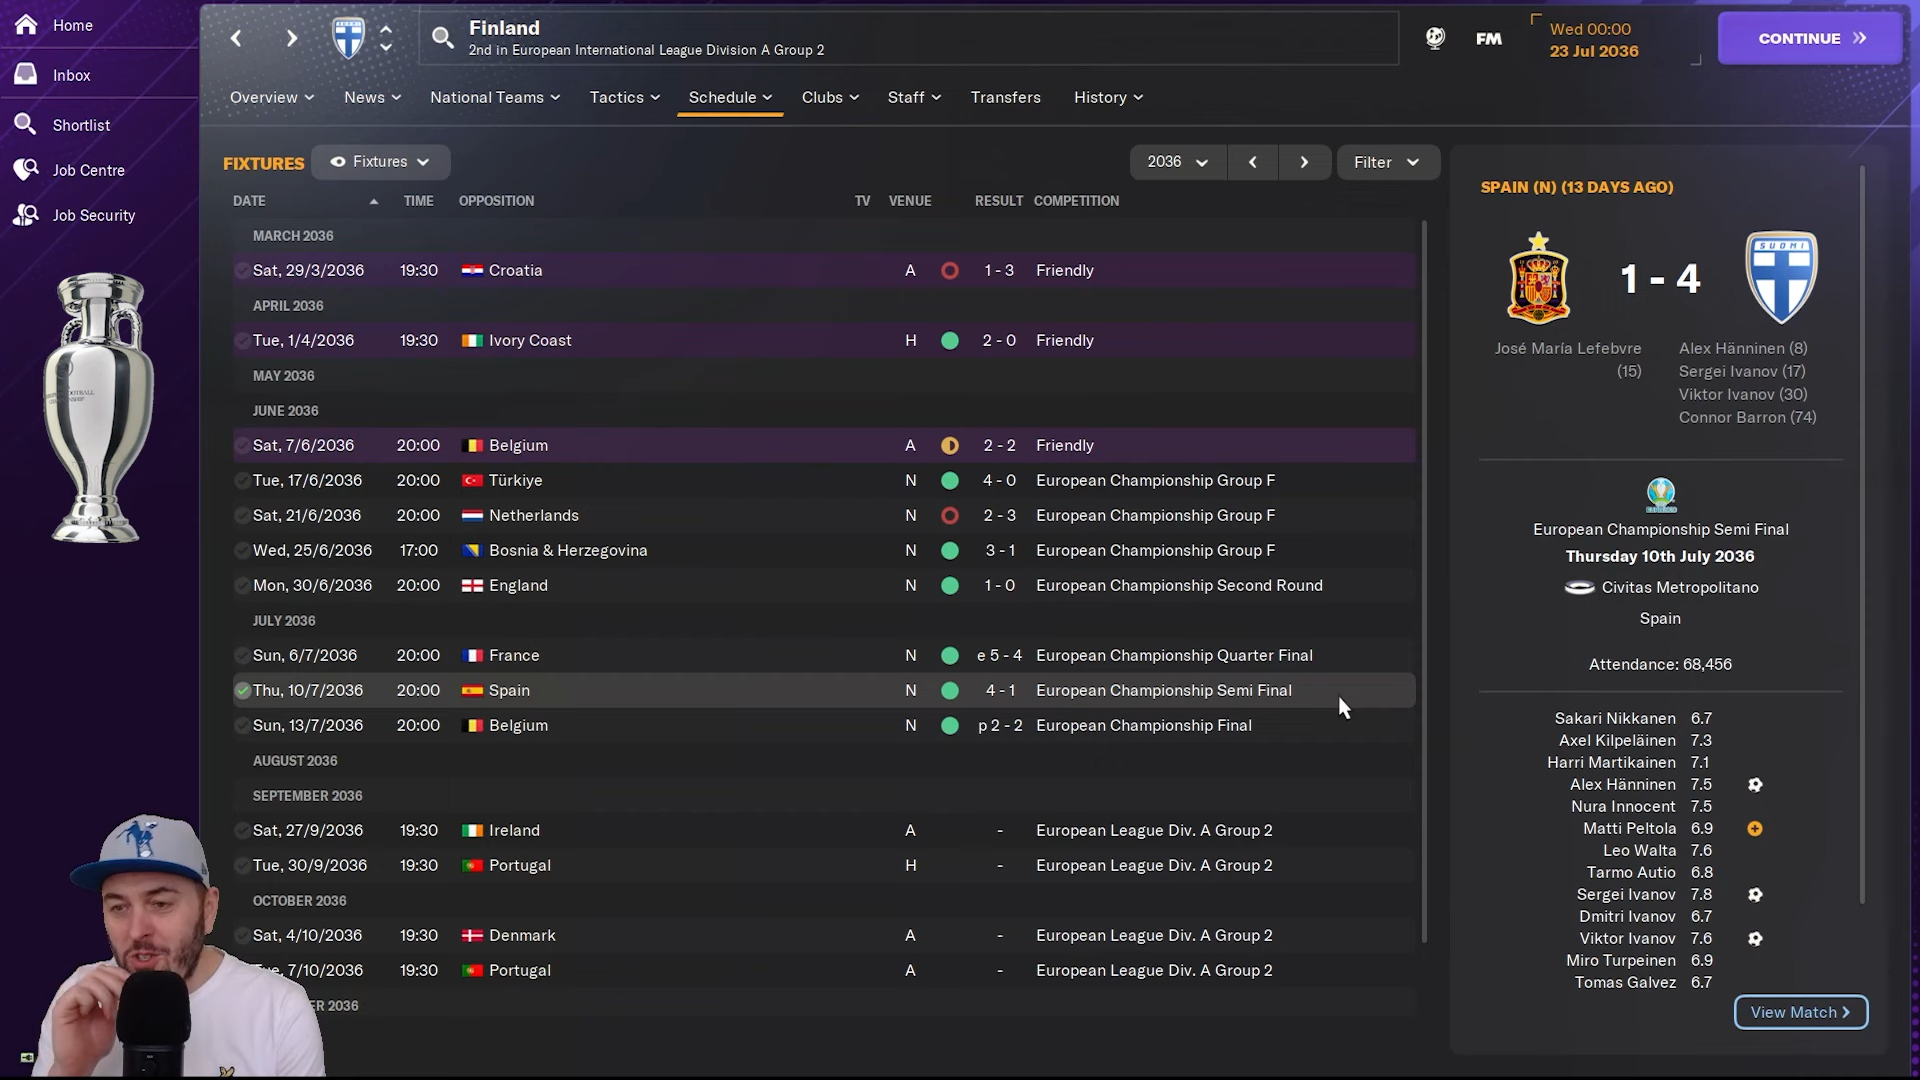 Home
Inbox
Shortlist
Job Centre
Job Security
Finland
2nd in European International League Division A Group 2
FM
Wed 00:00
23 Jul 2036
CONTINUE
Overview
News
National Teams
Tactics
Schedule
Clubs
Staff
Transfers
History
FIXTURES
Fixtures
2036
Filter
DATE TIME OPPOSITION TV VENUE RESULT COMPETITION
MARCH 2036
Sat, 29/3/2036 19:30 Croatia A 1 - 3 Friendly
APRIL 2036
Tue, 1/4/2036 19:30 Ivory Coast H 2 - 0 Friendly
MAY 2036
JUNE 2036
Sat, 7/6/2036 20:00 Belgium A 2 - 2 Friendly
Tue, 17/6/2036 20:00 Türkiye N 4 - 0 European Championship Group F
Sat, 21/6/2036 20:00 Netherlands N 2 - 3 European Championship Group F
Wed, 25/6/2036 17:00 Bosnia & Herzegovina N 3 - 1 European Championship Group F
Mon, 30/6/2036 20:00 England N 1 - 0 European Championship Second Round
JULY 2036
Sun, 6/7/2036 20:00 France N e 5 - 4 European Championship Quarter Final
Thu, 10/7/2036 20:00 Spain N 4 - 1 European Championship Semi Final
Sun, 13/7/2036 20:00 Belgium N p 2 - 2 European Championship Final
AUGUST 2036
SEPTEMBER 2036
Sat, 27/9/2036 19:30 Ireland A - European League Div. A Group 2
Tue, 30/9/2036 19:30 Portugal H - European League Div. A Group 2
OCTOBER 2036
Sat, 4/10/2036 19:30 Denmark A - European League Div. A Group 2
7/10/2036 19:30 Portugal A - European League Div. A Group 2
ER 2036
SPAIN (N) (13 DAYS AGO)
SUOMI
1 - 4
José María Lefebvre
(15)
Alex Hänninen (8)
Sergei Ivanov (17)
Viktor Ivanov (30)
Connor Barron (74)
European Championship Semi Final
Thursday 10th July 2036
Civitas Metropolitano
Spain
Attendance: 68,456
Sakari Nikkanen 6.7
Axel Kilpeläinen 7.3
Harri Martikainen 7.1
Alex Hänninen 7.5
Nura Innocent 7.5
Matti Peltola 6.9
Leo Walta 7.6
Tarmo Autio 6.8
Sergei Ivanov 7.8
Dmitri Ivanov 6.7
Viktor Ivanov 7.6
Miro Turpeinen 6.9
Tomas Galvez 6.7
View Match